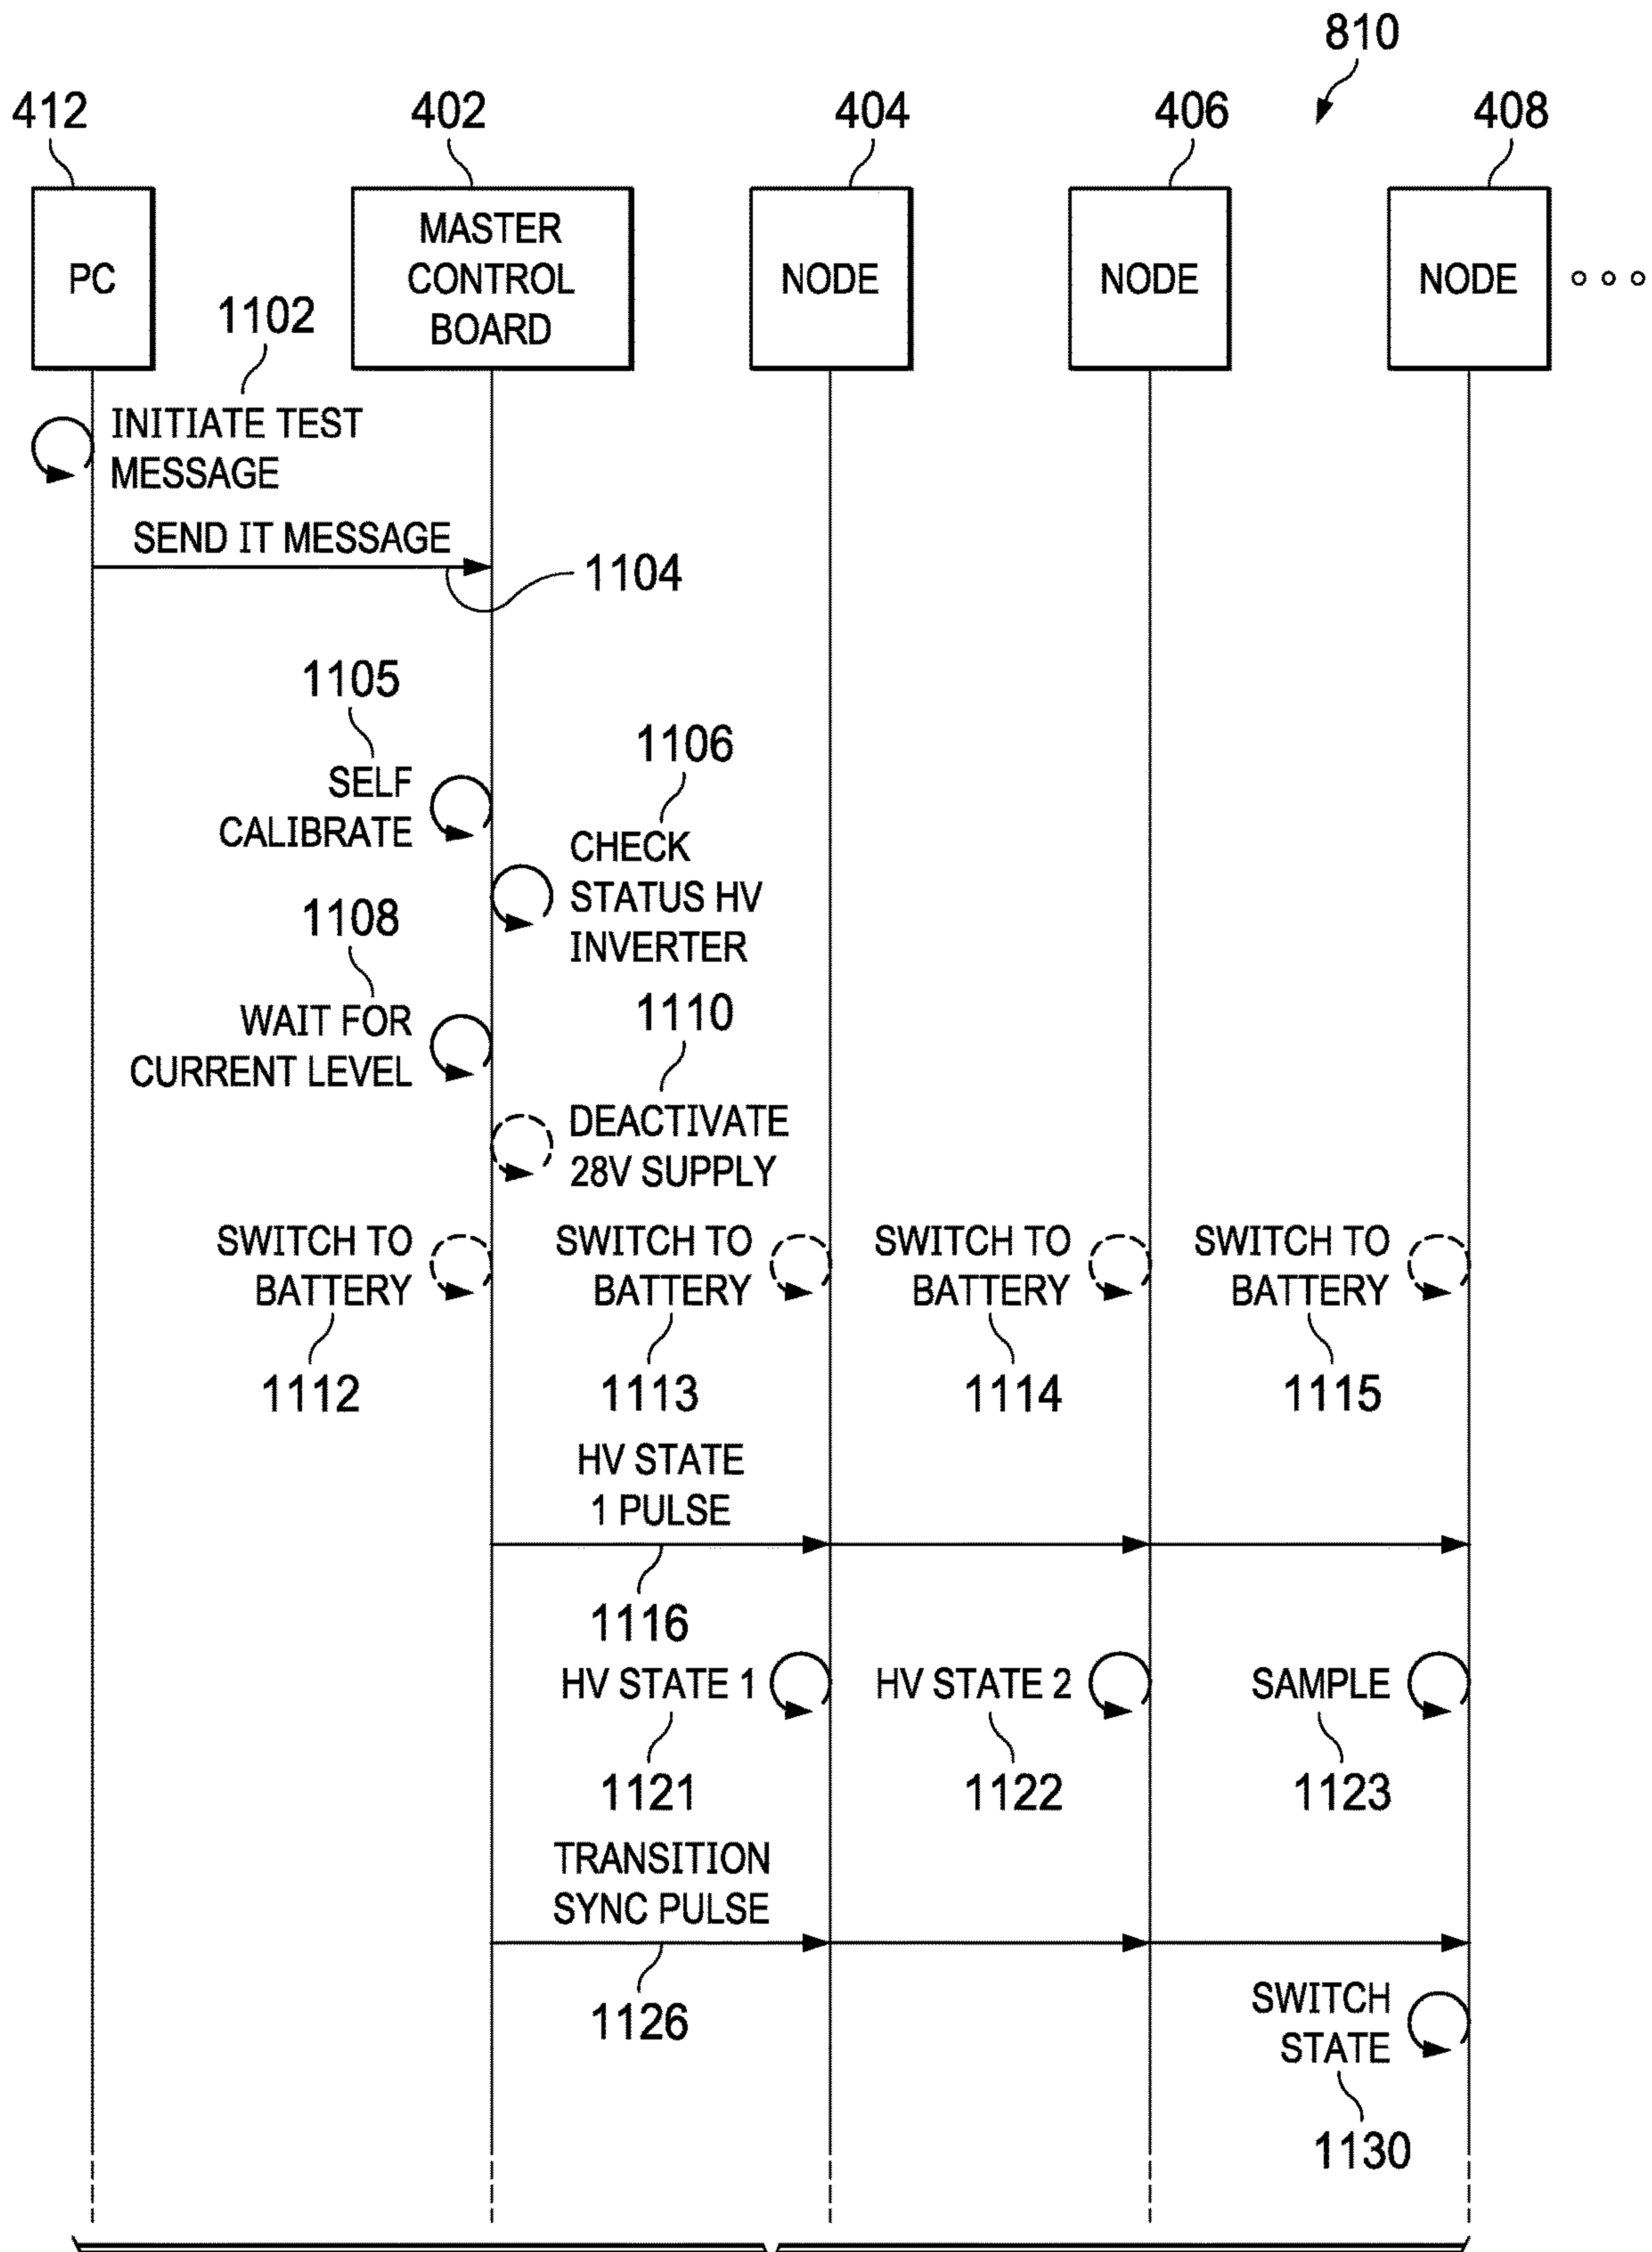 810
412
402
404
406
408
PC
MASTER
CONTROL
BOARD
NODE
NODE
NODE
1102
INITIATE TEST
MESSAGE
SEND IT MESSAGE
1104
1105
SELF
CALIBRATE
1106
CHECK
STATUS HV
INVERTER
1108
WAIT FOR
CURRENT LEVEL
1110
DEACTIVATE
28V SUPPLY
SWITCH TO
BATTERY
1112
SWITCH TO
BATTERY
1113
SWITCH TO
BATTERY
1114
SWITCH TO
BATTERY
1115
HV STATE
1 PULSE
1116
HV STATE 1
1121
HV STATE 2
1122
SAMPLE
1123
TRANSITION
SYNC PULSE
1126
SWITCH
STATE
1130